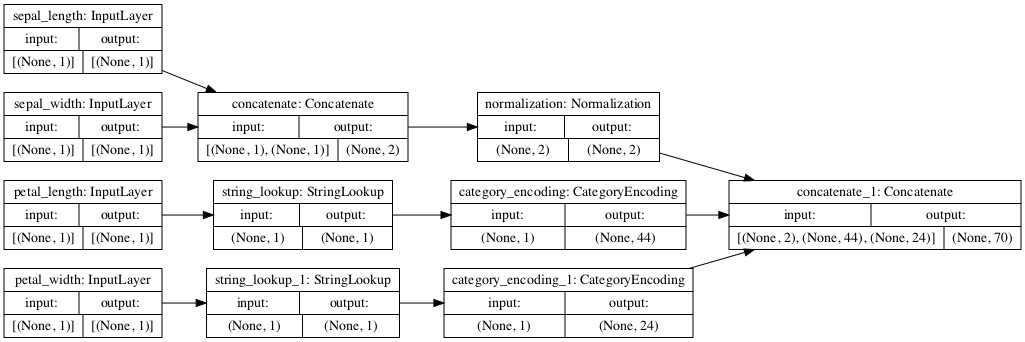 sepal_length: InputLayer
input: output:
[(None, 1)] [(None, 1)]
sepal_width: InputLayer
input: output:
[(None, 1)] [(None, 1)]
concatenate: Concatenate
input: output:
[(None, 1), (None, 1)] (None, 2)
normalization: Normalization
input: output:
(None, 2) (None, 2)
petal_length: InputLayer
input: output:
[(None, 1)] [(None, 1)]
string_lookup: StringLookup
input: output:
(None, 1) (None, 1)
category_encoding: CategoryEncoding
input: output:
(None, 1) (None, 44)
concatenate_1: Concatenate
input: output:
[(None, 2), (None, 44), (None, 24)] (None, 70)
petal_width: InputLayer
input: output:
[(None, 1)] [(None, 1)]
string_lookup_1: StringLookup
input: output:
(None, 1) (None, 1)
category_encoding_1: CategoryEncoding
input: output:
(None, 1) (None, 24)